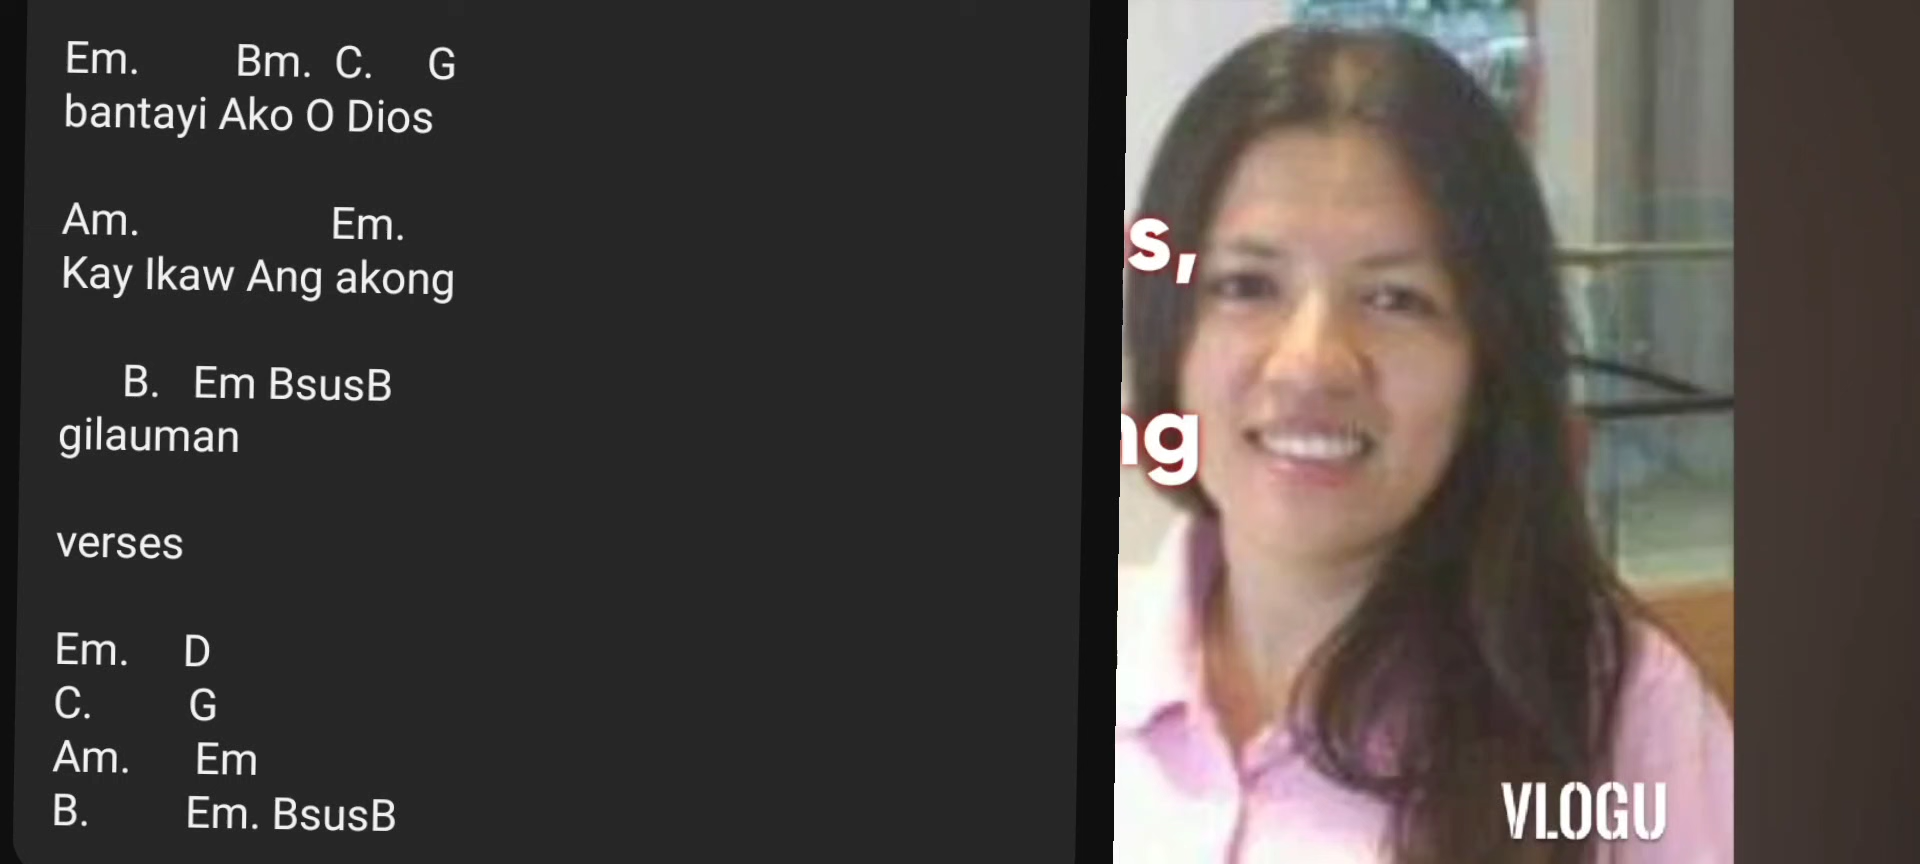 Em. Bm. C. G
bantayi Ako O Dios
Am. Em.
Kay Ikaw Ang akong
B. Em BsusB
gilauman
verses
Em. D
C. G
Am. Em
B. Em. BsusB
s,
ng
VLOGU